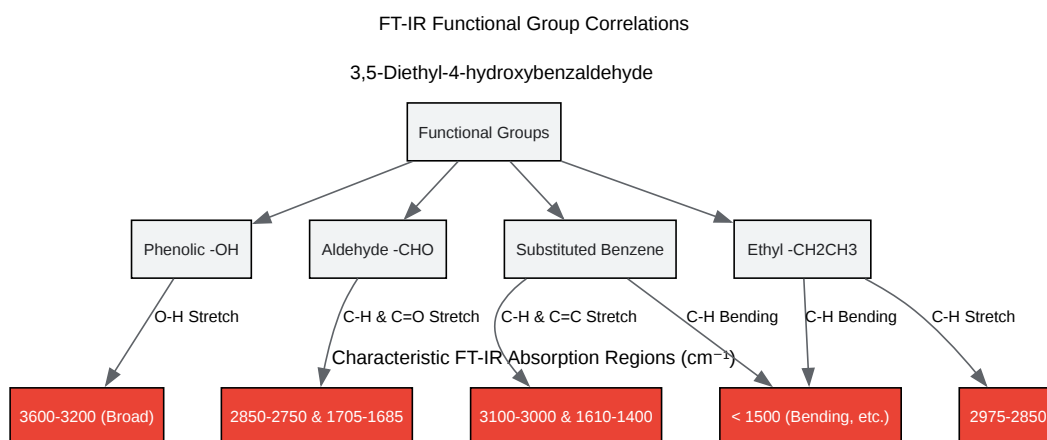 FT-IR Functional Group Correlations
3,5-Diethyl-4-hydroxybenzaldehyde
Functional Groups
Phenolic -OH
Aldehyde -CHO
Substituted Benzene
Ethyl -CH2CH3
O-H Stretch
C-H & C=O Stretch
C-H & C=C Stretch
C-H Bending
C-H Bending
C-H Stretch
Characteristic FT-IR Absorption Regions (cm⁻¹)
3600-3200 (Broad)
2850-2750 & 1705-1685
3100-3000 & 1610-1400
< 1500 (Bending, etc.)
2975-2850